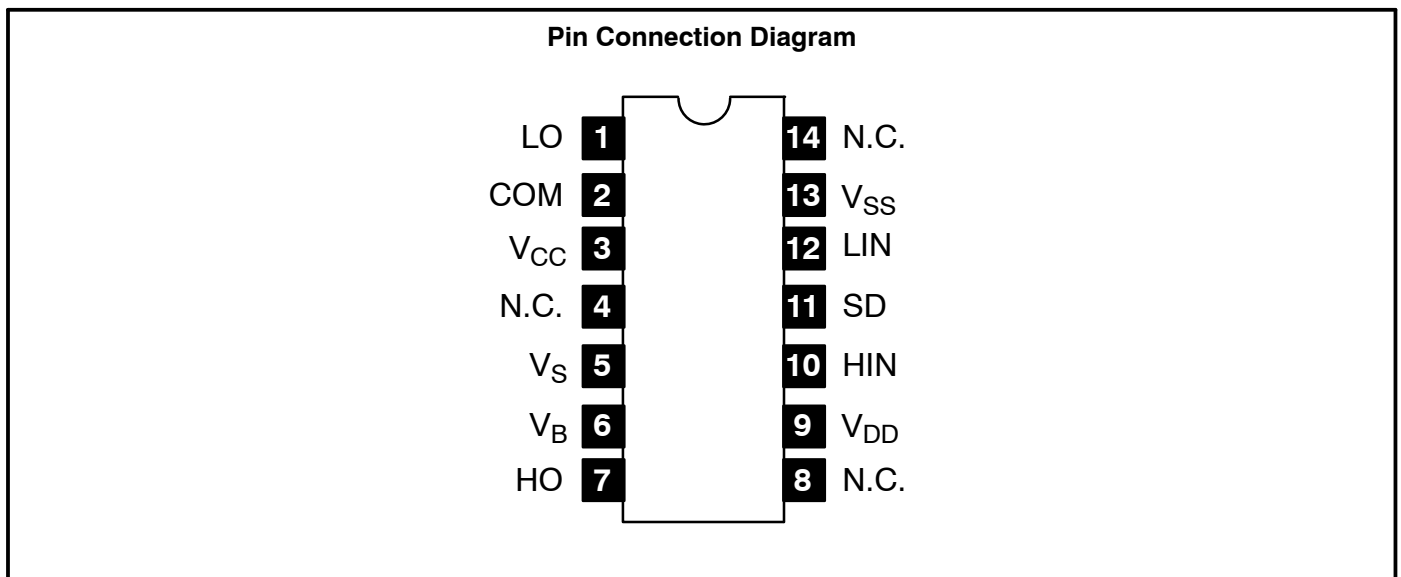 Pin Connection Diagram
LO 1 14 N.C.
COM 2 13 VSS
VCC 3 12 LIN
N.C. 4 11 SD
VS 5 10 HIN
VB 6 9 VDD
HO 7 8 N.C.